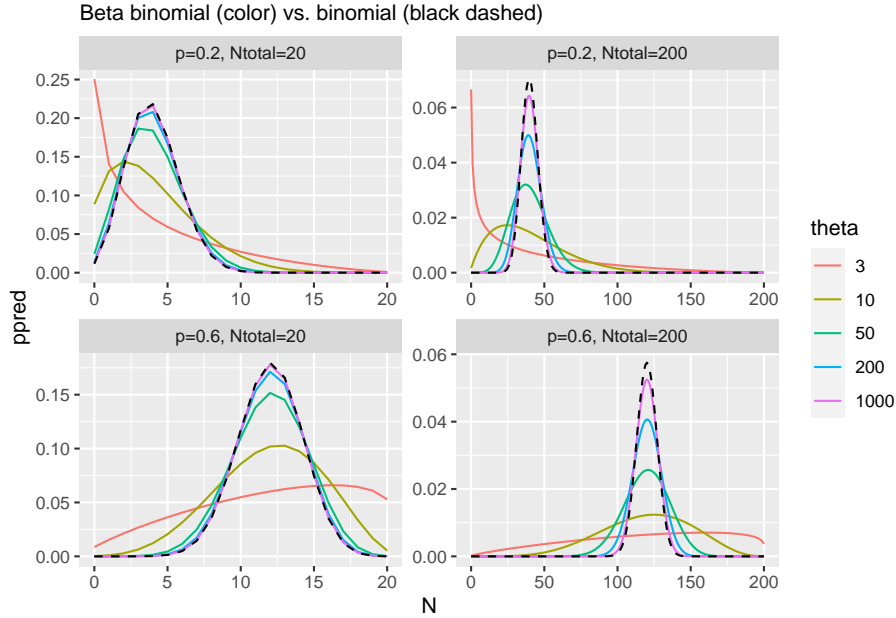 Beta binomial (color) vs. binomial (black dashed)
p=0.2, Ntotal=20
0.25
0.20
0.15
0.10
0.05
0.00
0 5 10 15 20
p=0.2, Ntotal=200
0.06
0.04
0.02
0.00
0 50 100 150 200
p=0.6, Ntotal=20
0.15
0.10
0.05
0.00
0 5 10 15 20
p=0.6, Ntotal=200
0.06
0.04
0.02
0.00
0 50 100 150 200
ppred
N
theta
3
10
50
200
1000